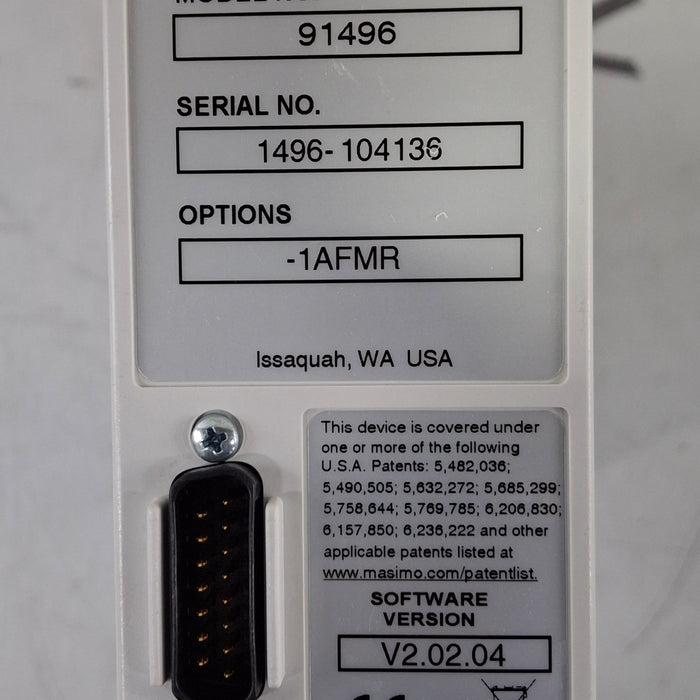 91496
SERIAL NO.
1496-104136
OPTIONS
-1AFMR
Issaquah, WA USA
This device is covered under
one or more of the following
U.S.A. Patents: 5,482,036;
5,490,505; 5,632,272; 5,685,299;
5,758,644; 5,769,785; 6,206,830;
6,157,850; 6,236,222 and other
applicable patents listed at
www.masimo.com/patentlist.
SOFTWARE
VERSION
V2.02.04